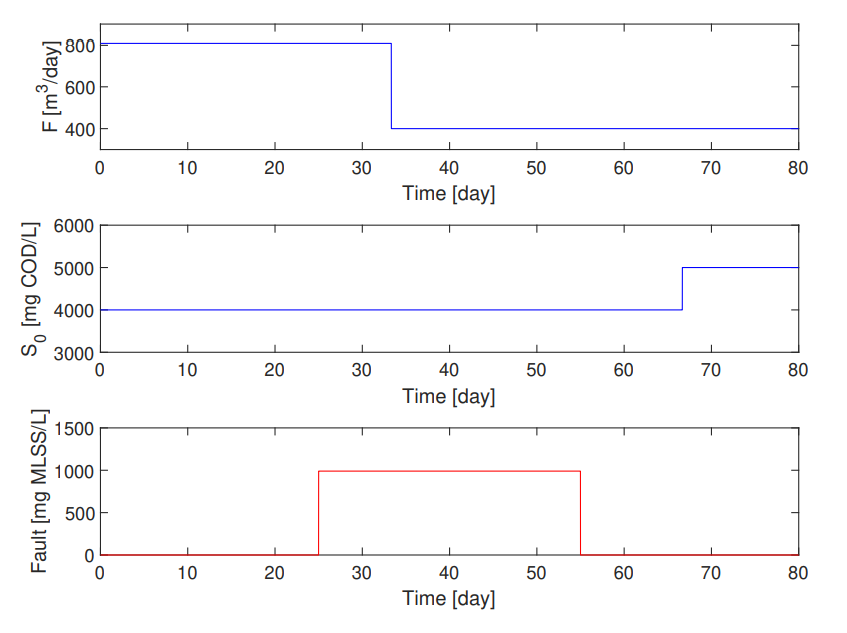 F [m³/day]
800
600
400
0 10 20 30 40 50 60 70 80
Time [day]
S₀ [mg COD/L]
6000
5000
4000
3000
0 10 20 30 40 50 60 70 80
Time [day]
Fault [mg MLSS/L]
1500
1000
500
0
0 10 20 30 40 50 60 70 80
Time [day]